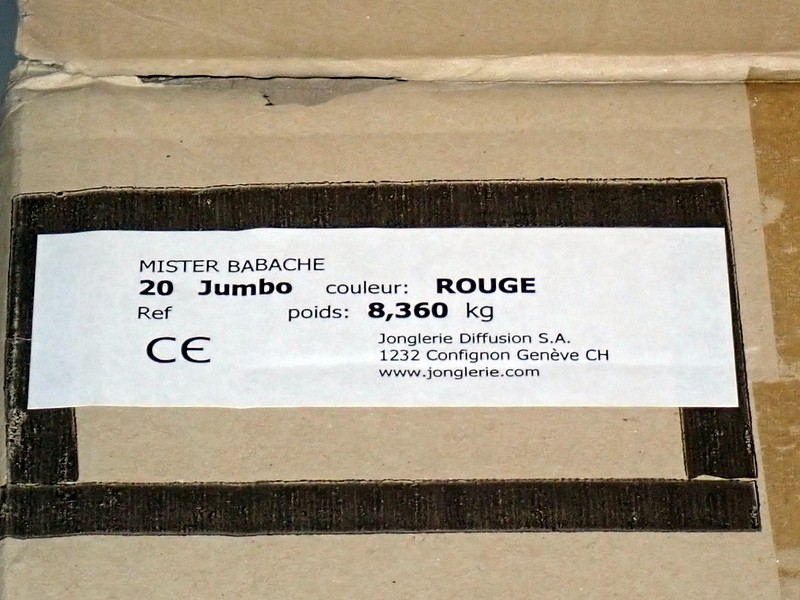 MISTER BABACHE
20 Jumbo couleur: ROUGE
Ref poids: 8,360 kg
CE
Jonglerie Diffusion S.A.
1232 Confignon Genève CH
www.jonglerie.com